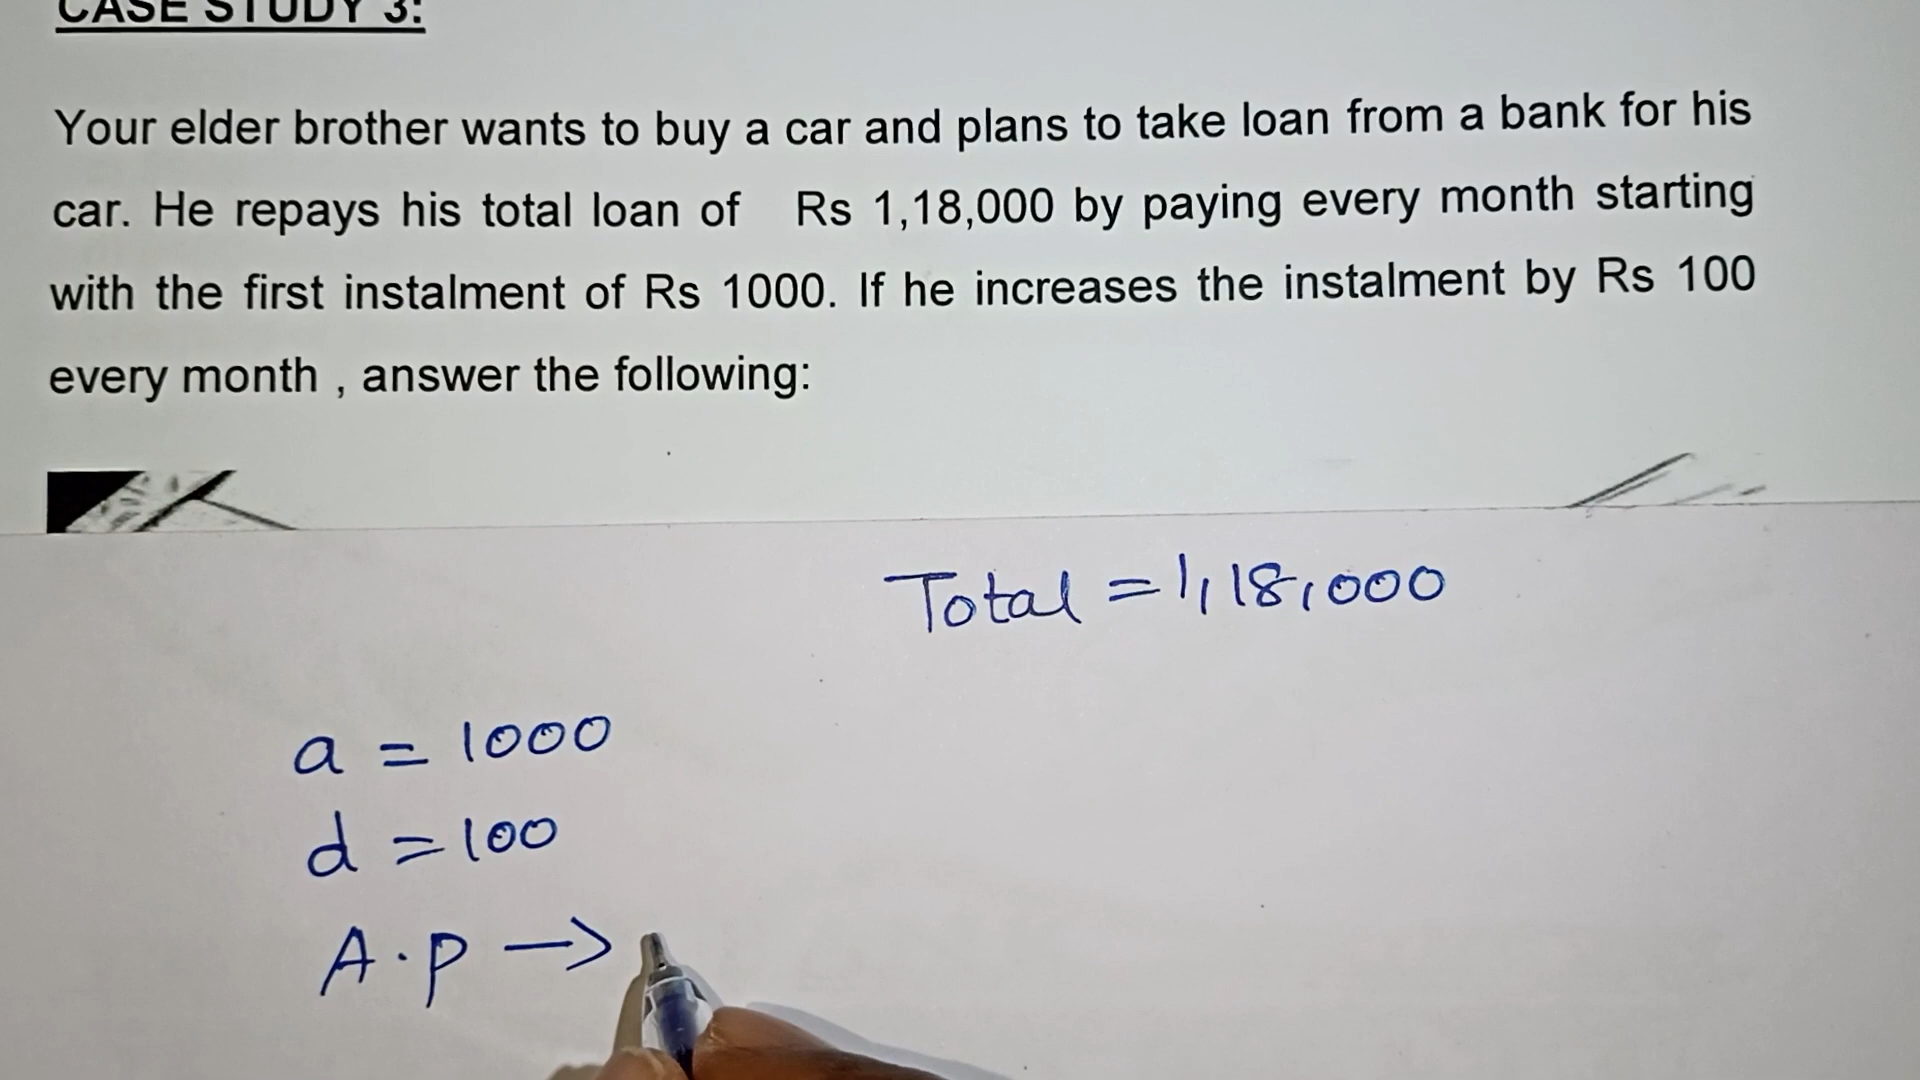 CASE STUDY 3:
Your elder brother wants to buy a car and plans to take loan from a bank for his
car. He repays his total loan of Rs 1,18,000 by paying every month starting
with the first instalment of Rs 1000. If he increases the instalment by Rs 100
every month , answer the following:
Total = 1,18,000
a = 1000
d = 100
A.P →